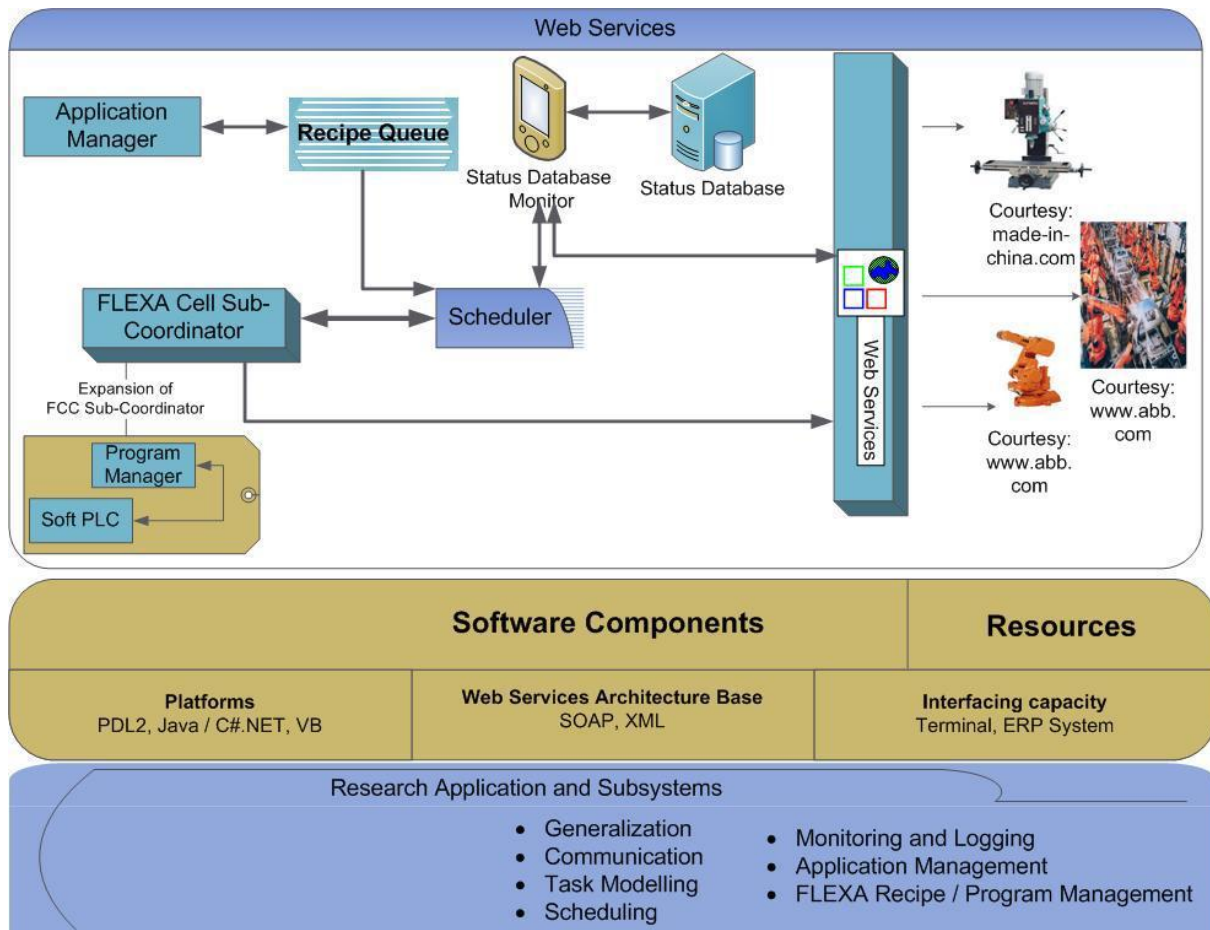 Web Services
Application
Manager
Recipe Queue
Status Database
Monitor
Status Database
Courtesy:
made-in-
china.com
FLEXA Cell Sub-
Coordinator
Scheduler
Web Services
Courtesy:
www.abb.
com
Courtesy:
www.abb.
com
Expansion of
FCC Sub-Coordinator
Program
Manager
Soft PLC
Software Components
Resources
Platforms
PDL2, Java / C#.NET, VB
Web Services Architecture Base
SOAP, XML
Interfacing capacity
Terminal, ERP System
Research Application and Subsystems
• Generalization
• Communication
• Task Modelling
• Scheduling
• Monitoring and Logging
• Application Management
• FLEXA Recipe / Program Management